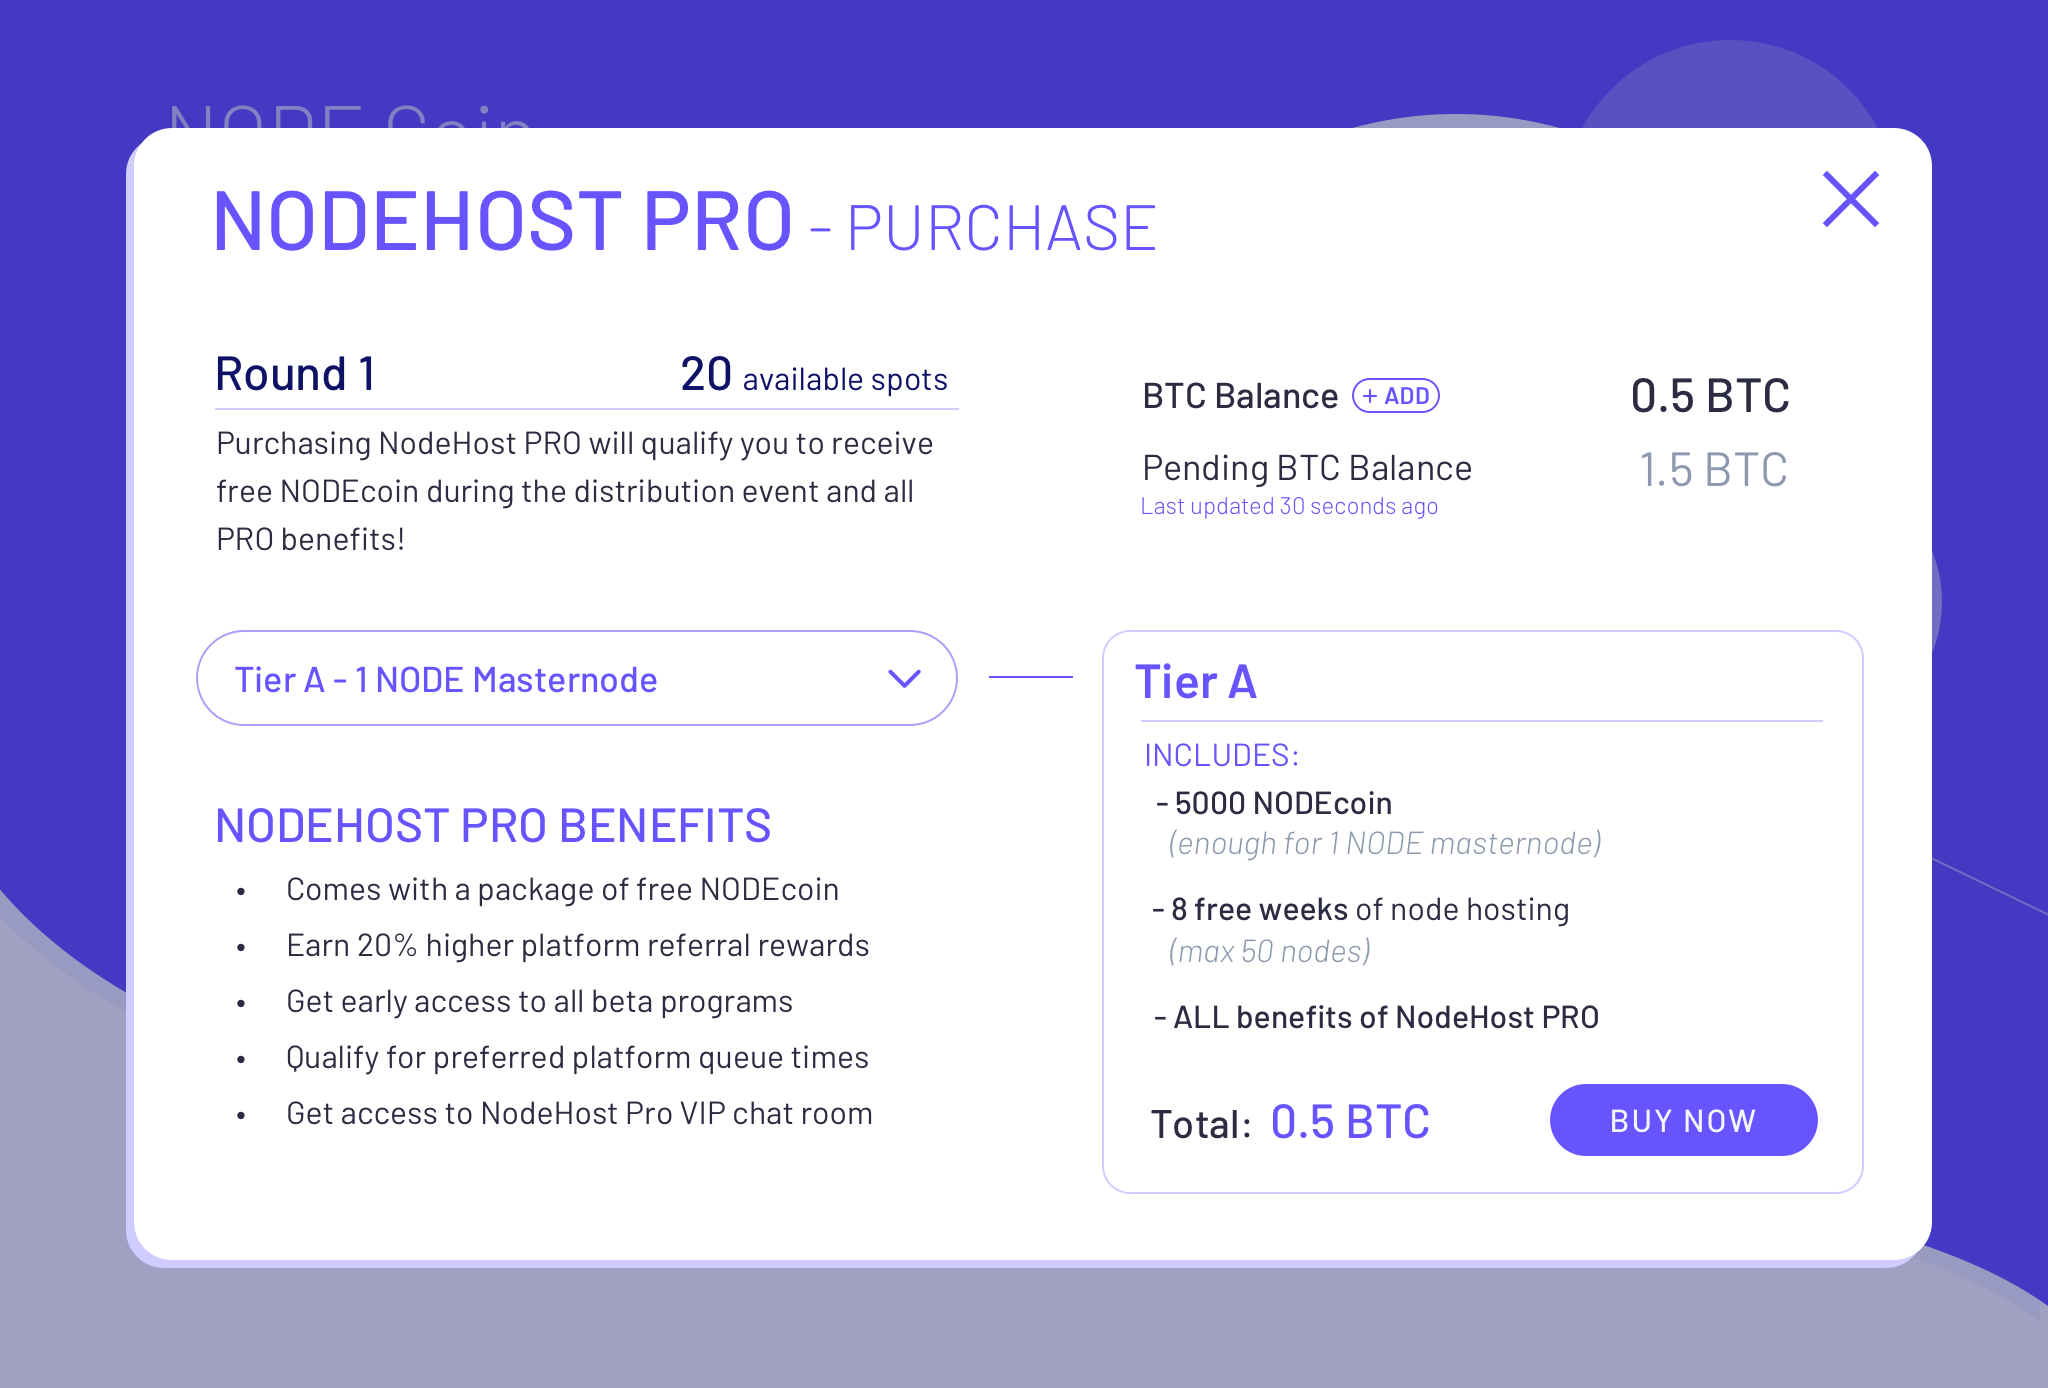 NODE Coin
NODEHOST PRO - PURCHASE
Round 1
20 available spots
Purchasing NodeHost PRO will qualify you to receive
free NODEcoin during the distribution event and all
PRO benefits!
BTC Balance + ADD 0.5 BTC
Pending BTC Balance 1.5 BTC
Last updated 30 seconds ago
Tier A - 1 NODE Masternode
NODEHOST PRO BENEFITS
• Comes with a package of free NODEcoin
• Earn 20% higher platform referral rewards
• Get early access to all beta programs
• Qualify for preferred platform queue times
• Get access to NodeHost Pro VIP chat room
Tier A
INCLUDES:
- 5000 NODEcoin
(enough for 1 NODE masternode)
- 8 free weeks of node hosting
(max 50 nodes)
- ALL benefits of NodeHost PRO
Total: 0.5 BTC
BUY NOW